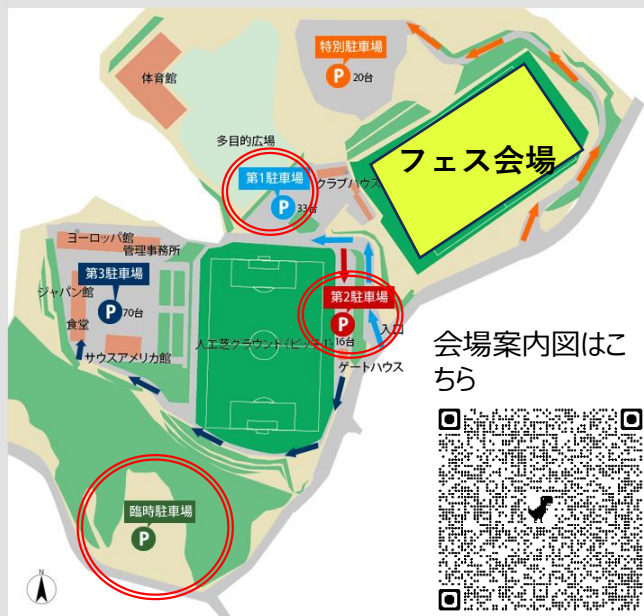 特別駐車場
P 20台
体育館
多目的広場
フェス会場
第1駐車場
P 33台
クラブハウス
ヨーロッパ館
管理事務所
第3駐車場
ジャパン館
P 70台
食堂
サウスアメリカ館
第2駐車場
P 16台
人工芝グラウンド(ピッチ1)
入口
ゲートハウス
会場案内図はこ
ちら
臨時駐車場
P
N